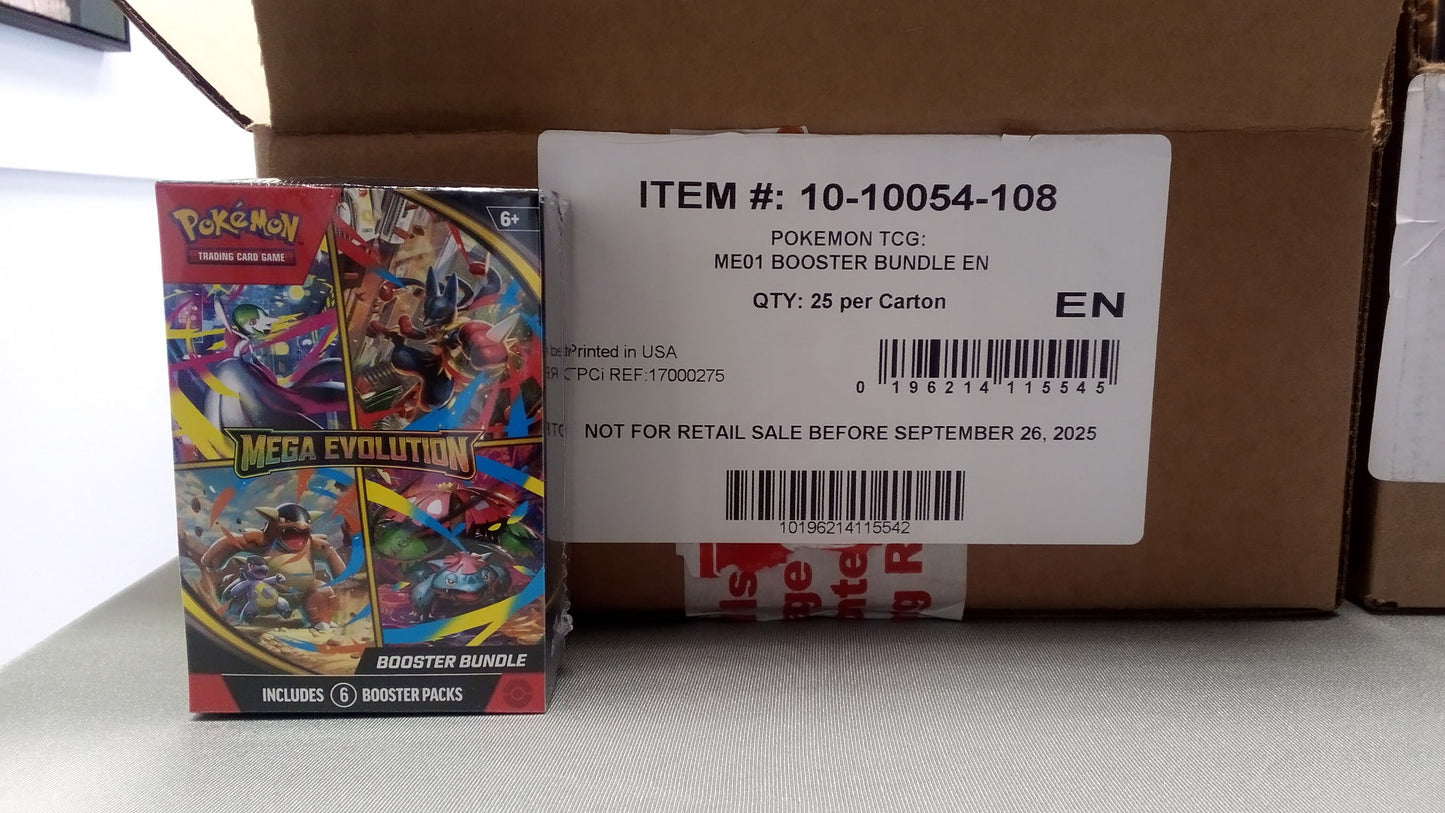 POKéMON
TRADING CARD GAME
6+
MEGA EVOLUTION
BOOSTER BUNDLE
INCLUDES 6 BOOSTER PACKS
ITEM #: 10-10054-108
POKEMON TCG:
ME01 BOOSTER BUNDLE EN
QTY: 25 per Carton
EN
Printed in USA
TPCi REF:17000275
0 196214 115545
NOT FOR RETAIL SALE BEFORE SEPTEMBER 26, 2025
10196214115542